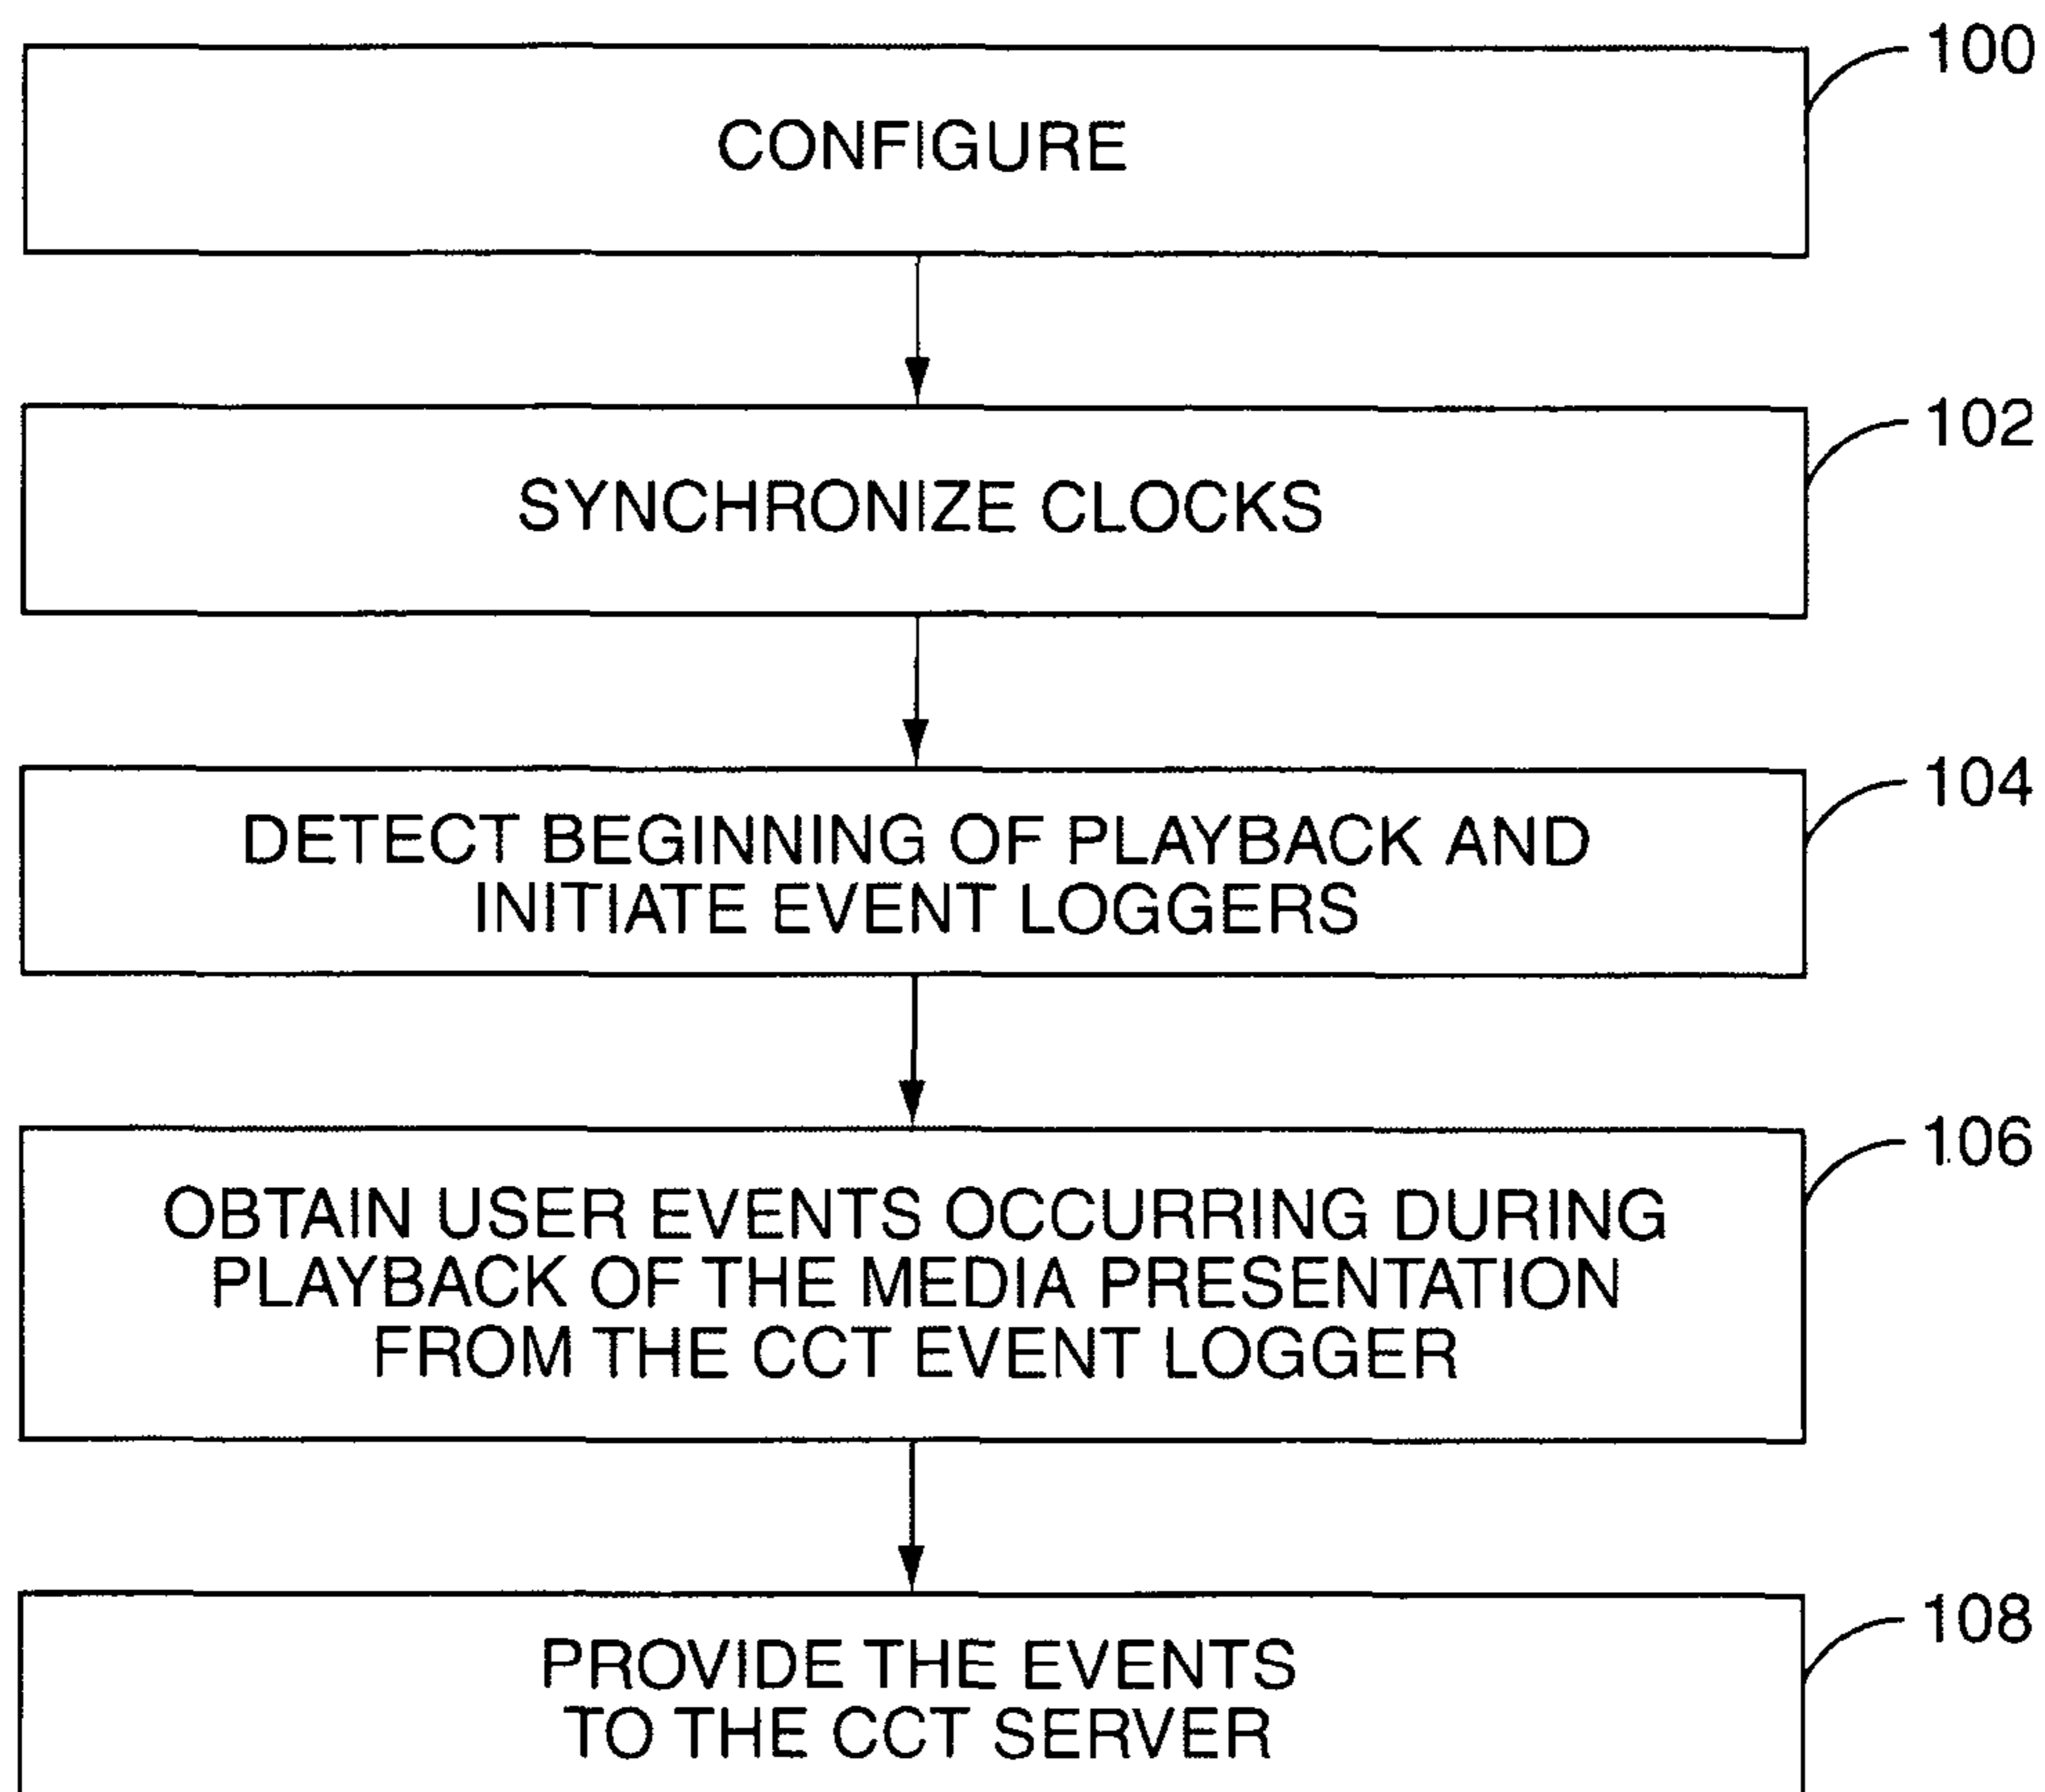 100
CONFIGURE
102
SYNCHRONIZE CLOCKS
104
DETECT BEGINNING OF PLAYBACK AND
INITIATE EVENT LOGGERS
106
OBTAIN USER EVENTS OCCURRING DURING
PLAYBACK OF THE MEDIA PRESENTATION
FROM THE CCT EVENT LOGGER
108
PROVIDE THE EVENTS
TO THE CCT SERVER